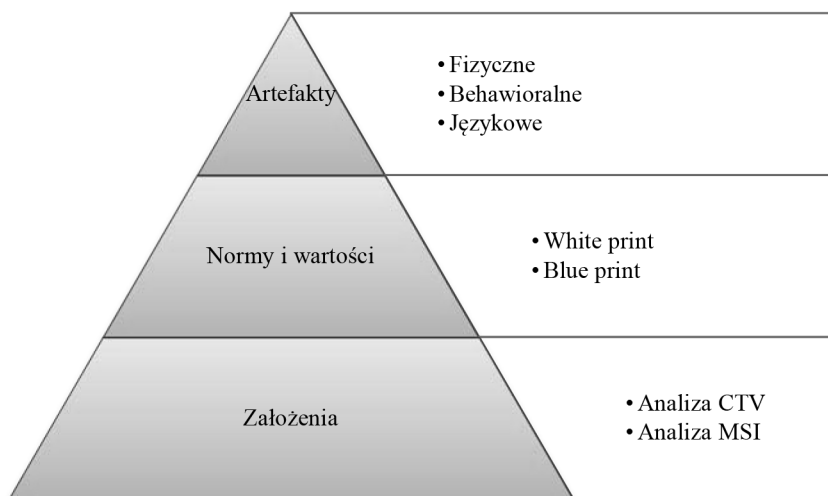 Artefakty
• Fizyczne
• Behawioralne
• Językowe
Normy i wartości
• White print
• Blue print
Założenia
• Analiza CTV
• Analiza MSI